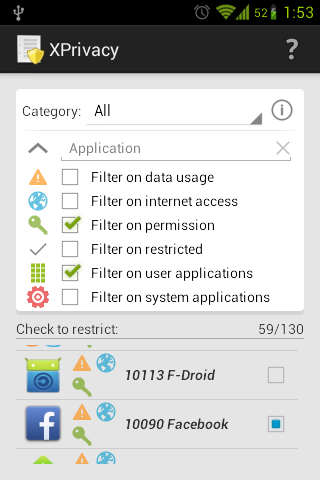 52 1:53
XPrivacy ?
Category: All
Application
Filter on data usage
Filter on internet access
Filter on permission
Filter on restricted
Filter on user applications
Filter on system applications
Check to restrict: 59/130
10113 F-Droid
10090 Facebook